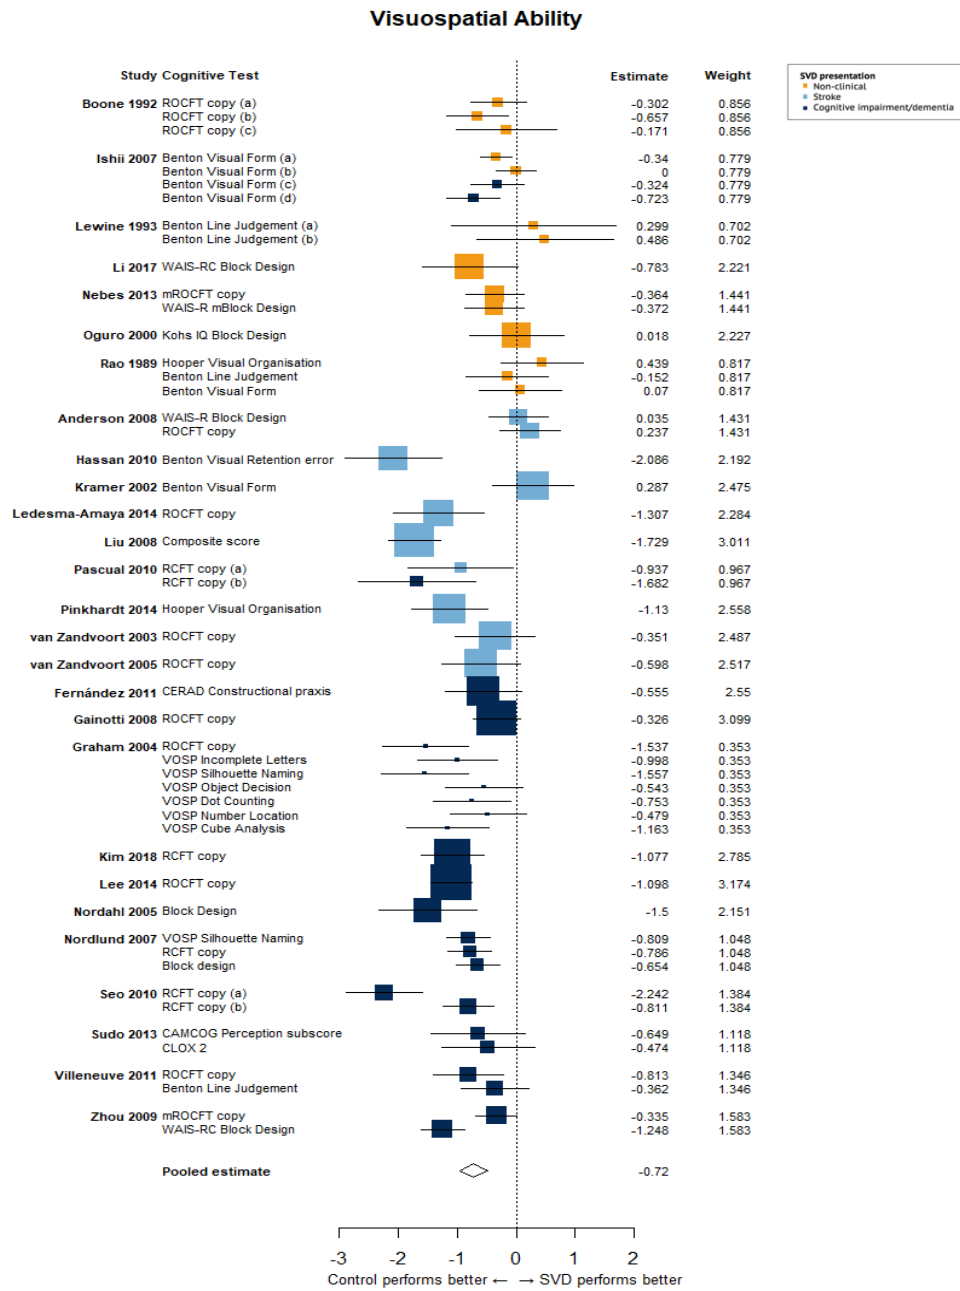 Visuospatial Ability
Study Cognitive Test Estimate Weight
SVD presentation
Non-clinical
Stroke
Cognitive impairment/dementia
Boone 1992 ROCFT copy (a) -0.302 0.856
ROCFT copy (b) -0.657 0.856
ROCFT copy (c) -0.171 0.856
Ishii 2007 Benton Visual Form (a) -0.34 0.779
Benton Visual Form (b) 0 0.779
Benton Visual Form (c) -0.324 0.779
Benton Visual Form (d) -0.723 0.779
Lewine 1993 Benton Line Judgement (a) 0.299 0.702
Benton Line Judgement (b) 0.486 0.702
Li 2017 WAIS-RC Block Design -0.783 2.221
Nebes 2013 mROCFT copy -0.364 1.441
WAIS-R mBlock Design -0.372 1.441
Oguro 2000 Kohs IQ Block Design 0.018 2.227
Rao 1989 Hooper Visual Organisation 0.439 0.817
Benton Line Judgement -0.152 0.817
Benton Visual Form 0.07 0.817
Anderson 2008 WAIS-R Block Design 0.035 1.431
ROCFT copy 0.237 1.431
Hassan 2010 Benton Visual Retention error -2.086 2.192
Kramer 2002 Benton Visual Form 0.287 2.475
Ledesma-Amaya 2014 ROCFT copy -1.307 2.284
Liu 2008 Composite score -1.729 3.011
Pascual 2010 RCFT copy (a) -0.937 0.967
RCFT copy (b) -1.682 0.967
Pinkhardt 2014 Hooper Visual Organisation -1.13 2.558
van Zandvoort 2003 ROCFT copy -0.351 2.487
van Zandvoort 2005 ROCFT copy -0.598 2.517
Fernández 2011 CERAD Constructional praxis -0.555 2.55
Gainotti 2008 ROCFT copy -0.326 3.099
Graham 2004 ROCFT copy -1.537 0.353
VOSP Incomplete Letters -0.998 0.353
VOSP Silhouette Naming -1.557 0.353
VOSP Object Decision -0.543 0.353
VOSP Dot Counting -0.753 0.353
VOSP Number Location -0.479 0.353
VOSP Cube Analysis -1.163 0.353
Kim 2018 RCFT copy -1.077 2.785
Lee 2014 ROCFT copy -1.098 3.174
Nordahl 2005 Block Design -1.5 2.151
Nordlund 2007 VOSP Silhouette Naming -0.809 1.048
RCFT copy -0.786 1.048
Block design -0.654 1.048
Seo 2010 RCFT copy (a) -2.242 1.384
RCFT copy (b) -0.811 1.384
Sudo 2013 CAMCOG Perception subscore -0.649 1.118
CLOX 2 -0.474 1.118
Villeneuve 2011 ROCFT copy -0.813 1.346
Benton Line Judgement -0.362 1.346
Zhou 2009 mROCFT copy -0.335 1.583
WAIS-RC Block Design -1.248 1.583
Pooled estimate -0.72
-3 -2 -1 0 1 2
Control performs better ← → SVD performs better